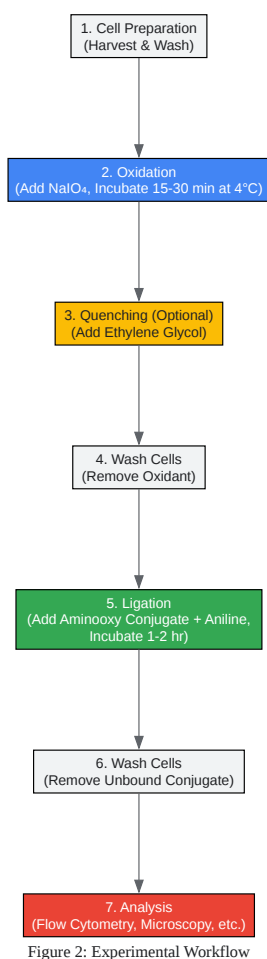 1. Cell Preparation
(Harvest & Wash)
2. Oxidation
(Add NaIO₄, Incubate 15-30 min at 4°C)
3. Quenching (Optional)
(Add Ethylene Glycol)
4. Wash Cells
(Remove Oxidant)
5. Ligation
(Add Aminooxy Conjugate + Aniline,
Incubate 1-2 hr)
6. Wash Cells
(Remove Unbound Conjugate)
7. Analysis
(Flow Cytometry, Microscopy, etc.)
Figure 2: Experimental Workflow